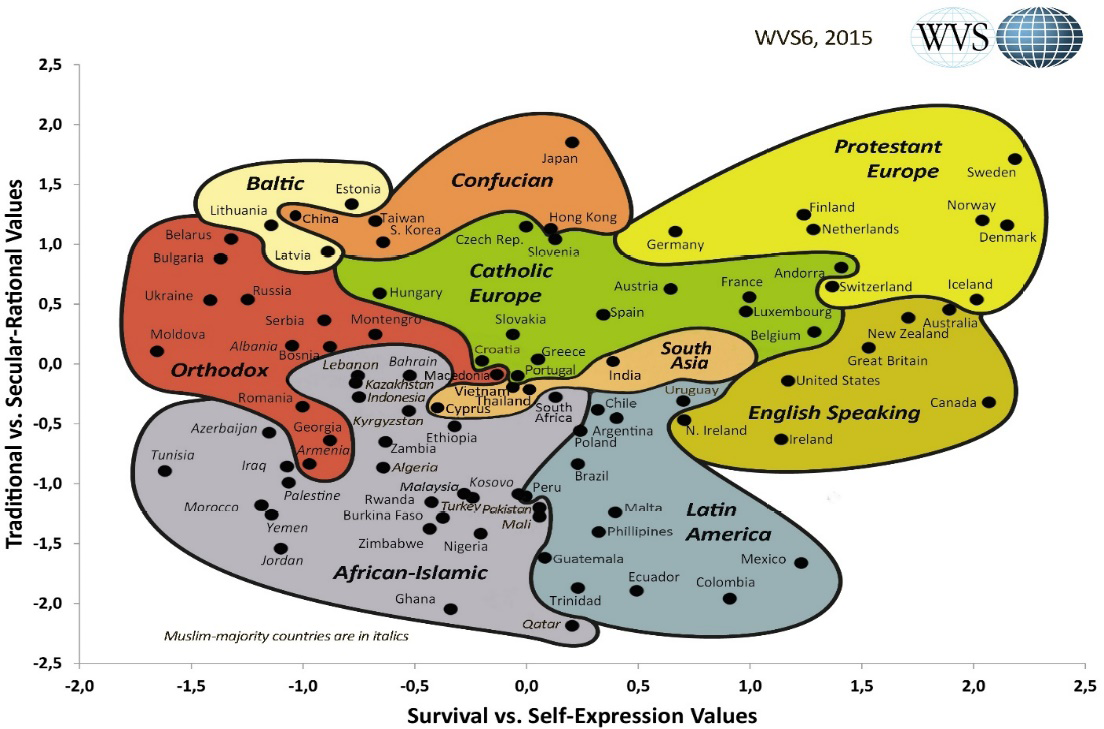 WVS6, 2015
WVS
Traditional vs. Secular-Rational Values
2,5
2,0
1,5
1,0
0,5
0,0
-0,5
-1,0
-1,5
-2,0
-2,5
Japan
Confucian
Protestant
Europe
Sweden
Baltic
Estonia
Lithuania
China
Taiwan
S. Korea
Hong Kong
Finland
Netherlands
Norway
Denmark
Belarus
Bulgaria
Latvia
Czech Rep.
Slovenia
Germany
Catholic
Europe
Andorra
Switzerland
Iceland
Ukraine
Russia
Hungary
Austria
France
Luxembourg
Spain
Belgium
Australia
New Zealand
Great Britain
Serbia
Montengro
Slovakia
Moldova
Albania
Bosnia
Orthodox
Croatia
Greece
Portugal
South
Asia
India
Lebanon
Bahrain
Macedonia
Kazakhstan
Indonesia
Vietnam
Thailand
Uruguay
United States
Canada
English Speaking
Romania
Kyrgyzstan
Cyprus
South
Africa
Chile
Argentina
N. Ireland
Ireland
Azerbaijan
Georgia
Armenia
Ethiopia
Zambia
Poland
Tunisia
Iraq
Algeria
Brazil
Palestine
Malaysia
Kosovo
Peru
Morocco
Yemen
Rwanda
Turkey
Pakistan
Mali
Burkina Faso
Zimbabwe
Nigeria
Malta
Phillipines
Latin
America
Jordan
African-Islamic
Guatemala
Mexico
Ghana
Trinidad
Ecuador
Colombia
Qatar
Muslim-majority countries are in italics
-2,0
-1,5
-1,0
-0,5
0,0
0,5
1,0
1,5
2,0
2,5
Survival vs. Self-Expression Values